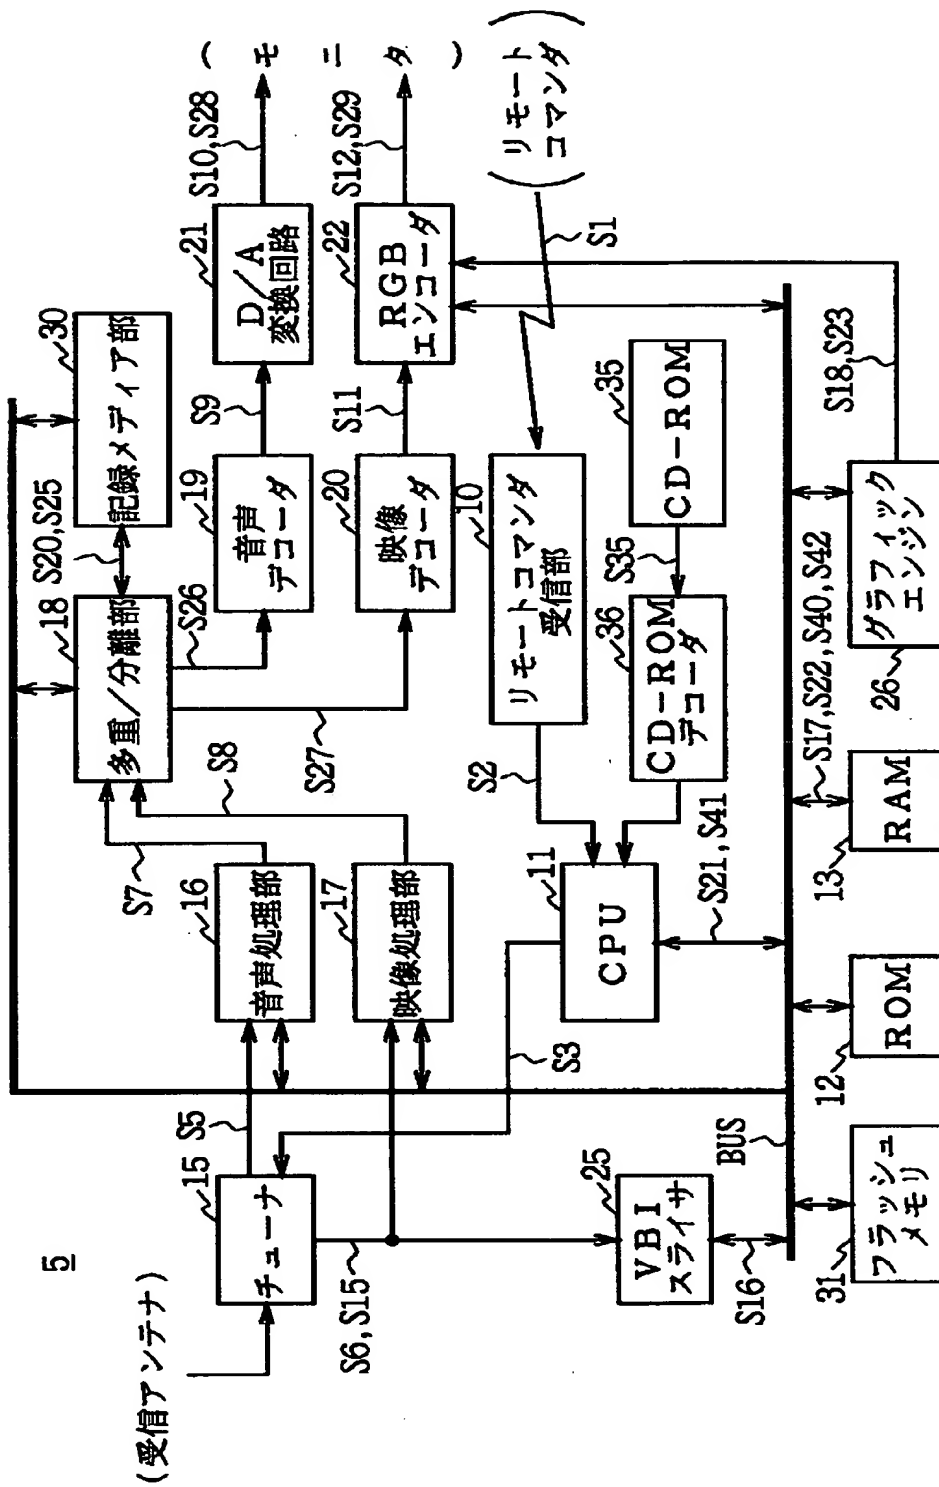 5
(受信アンテナ)
15
チューナ
S5
S6,S15
16
音声処理部
17
映像処理部
S7
S8
18
多重/分離部
S20,S25
30
記録メディア部
S26
S27
19
音声
デコーダ
20
映像
デコーダ
S9
S11
21
D/A
変換回路
22
RGB
エンコーダ
S10,S28
S12,S29
(モニタ)
(リモート
コマンダ)
S1
10
リモートコマンダ
受信部
S2
11
CPU
S3
35
CD-ROM
S35
36
CD-ROM
デコーダ
S21,S41
25
VBI
スライサ
S16
BUS
31
フラッシュ
メモリ
12
ROM
13
RAM
S17,S22,S40,S42
26
グラフィック
エンジン
S18,S23